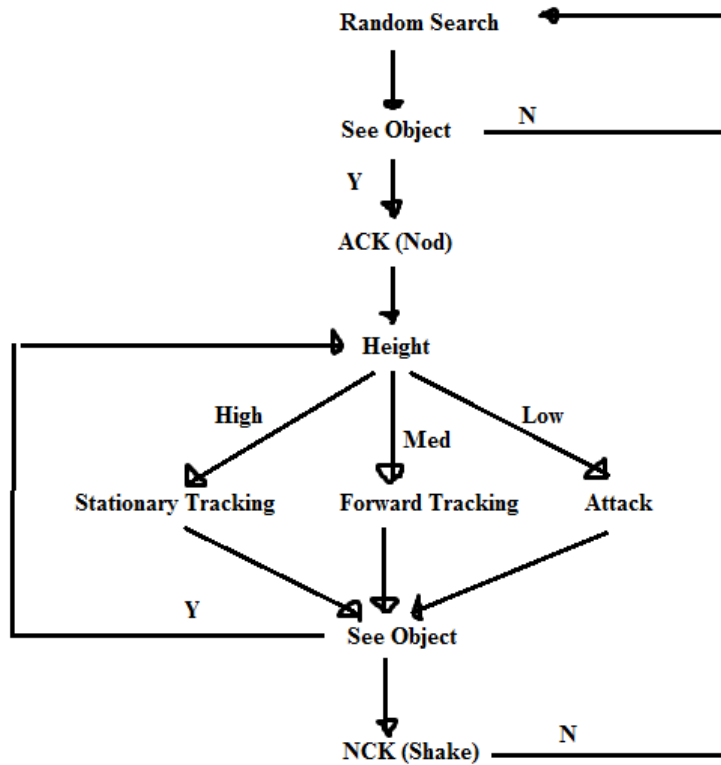 Random Search
See Object
N
Y
ACK (Nod)
Height
High
Med
Low
Stationary Tracking
Forward Tracking
Attack
Y
See Object
NCK (Shake)
N